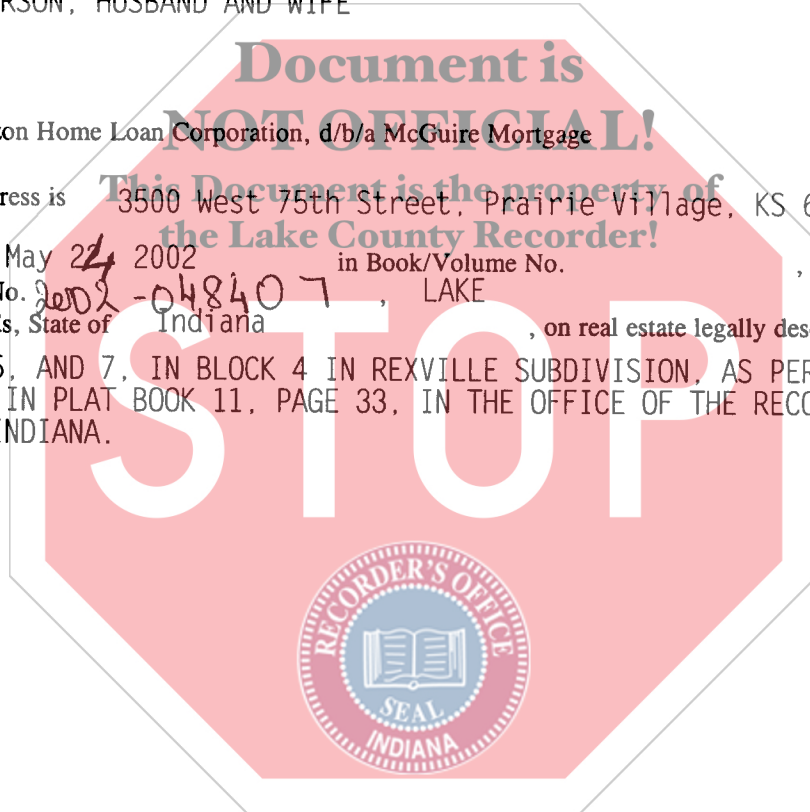 RSON, HUSBAND AND WIFE
Document is
NOT OFFICIAL!
on Home Loan Corporation, d/b/a McGuire Mortgage
This Document is the property of
ress is 3500 West 75th Street, Prairie Village, KS 6
the Lake County Recorder!
May 24 2002 in Book/Volume No. ,
No. 2002-048407 , LAKE
s, State of Indiana , on real estate legally des
, AND 7, IN BLOCK 4 IN REXVILLE SUBDIVISION, AS PER
IN PLAT BOOK 11, PAGE 33, IN THE OFFICE OF THE RECO
INDIANA.
STOP
RECORDER'S OFFICE
SEAL
INDIANA